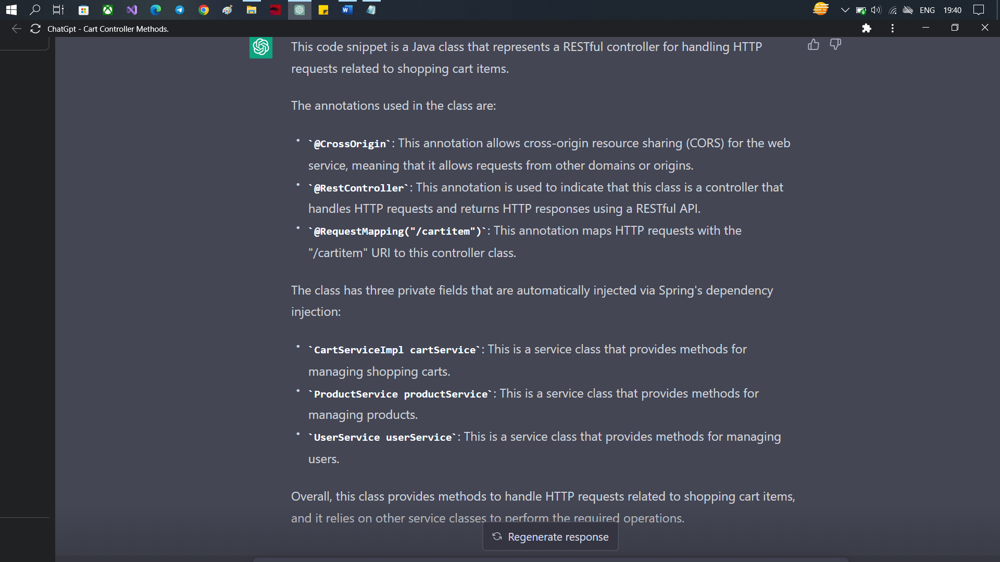 ENG 19:40
ChatGpt - Cart Controller Methods.
This code snippet is a Java class that represents a RESTful controller for handling HTTP
requests related to shopping cart items.
The annotations used in the class are:
• `@CrossOrigin`: This annotation allows cross-origin resource sharing (CORS) for the web
service, meaning that it allows requests from other domains or origins.
• `@RestController`: This annotation is used to indicate that this class is a controller that
handles HTTP requests and returns HTTP responses using a RESTful API.
• `@RequestMapping("/cartitem")`: This annotation maps HTTP requests with the
"/cartitem" URI to this controller class.
The class has three private fields that are automatically injected via Spring's dependency
injection:
• `CartServiceImpl cartService`: This is a service class that provides methods for
managing shopping carts.
• `ProductService productService`: This is a service class that provides methods for
managing products.
• `UserService userService`: This is a service class that provides methods for managing
users.
Overall, this class provides methods to handle HTTP requests related to shopping cart items,
and it relies on other service classes to perform the required operations.
Regenerate response